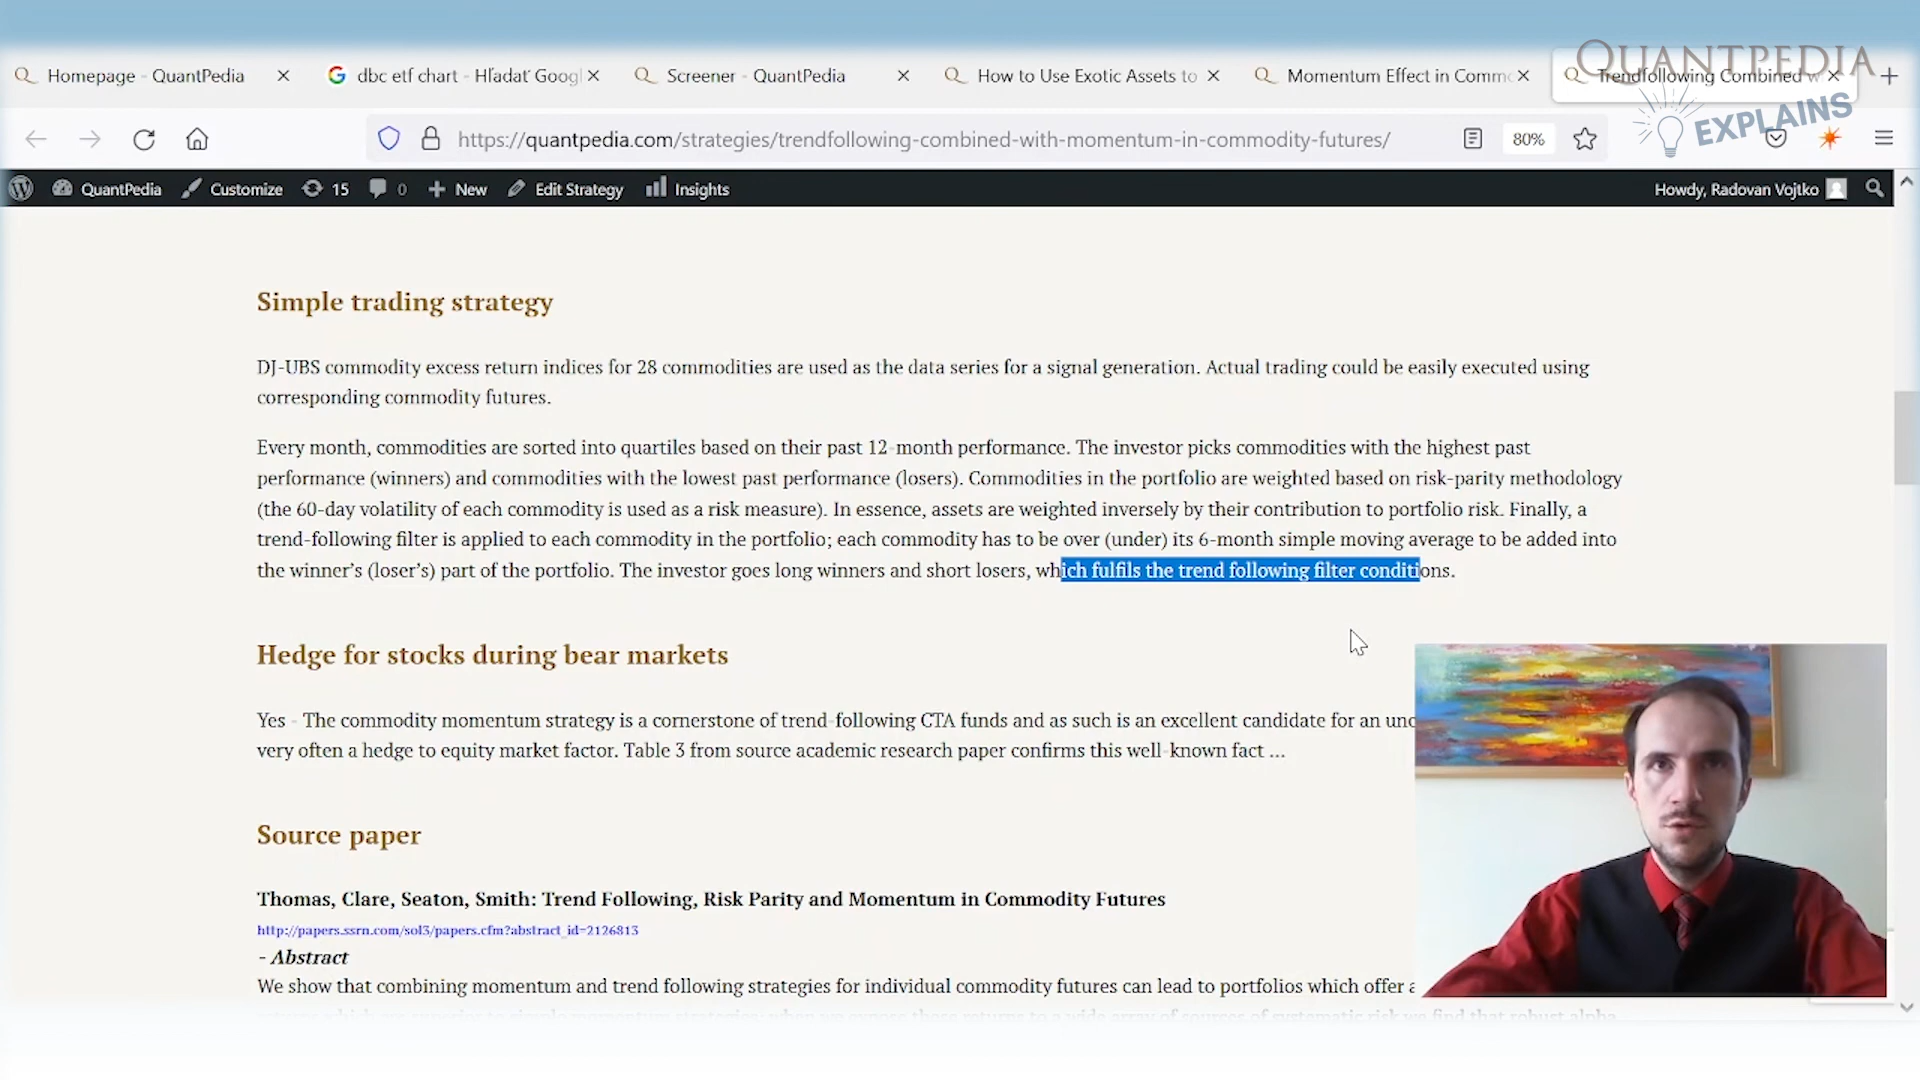 QUANTPEDIA
EXPLAINS
Homepage - QuantPedia
dbc etf chart - Hľadať Goog
Screener - QuantPedia
How to Use Exotic Assets to
Momentum Effect in Commo
Trendfollowing Combined w
https://quantpedia.com/strategies/trendfollowing-combined-with-momentum-in-commodity-futures/
80%
QuantPedia Customize 15 0 New Edit Strategy Insights Howdy, Radovan Vojtko
Simple trading strategy
DJ-UBS commodity excess return indices for 28 commodities are used as the data series for a signal generation. Actual trading could be easily executed using
corresponding commodity futures.
Every month, commodities are sorted into quartiles based on their past 12-month performance. The investor picks commodities with the highest past
performance (winners) and commodities with the lowest past performance (losers). Commodities in the portfolio are weighted based on risk-parity methodology
(the 60-day volatility of each commodity is used as a risk measure). In essence, assets are weighted inversely by their contribution to portfolio risk. Finally, a
trend-following filter is applied to each commodity in the portfolio; each commodity has to be over (under) its 6-month simple moving average to be added into
the winner's (loser's) part of the portfolio. The investor goes long winners and short losers, which fulfils the trend following filter conditions.
Hedge for stocks during bear markets
Yes - The commodity momentum strategy is a cornerstone of trend-following CTA funds and as such is an excellent candidate for an unc
very often a hedge to equity market factor. Table 3 from source academic research paper confirms this well-known fact ...
Source paper
Thomas, Clare, Seaton, Smith: Trend Following, Risk Parity and Momentum in Commodity Futures
http://papers.ssrn.com/sol3/papers.cfm?abstract_id=2126813
- Abstract
We show that combining momentum and trend following strategies for individual commodity futures can lead to portfolios which offer a